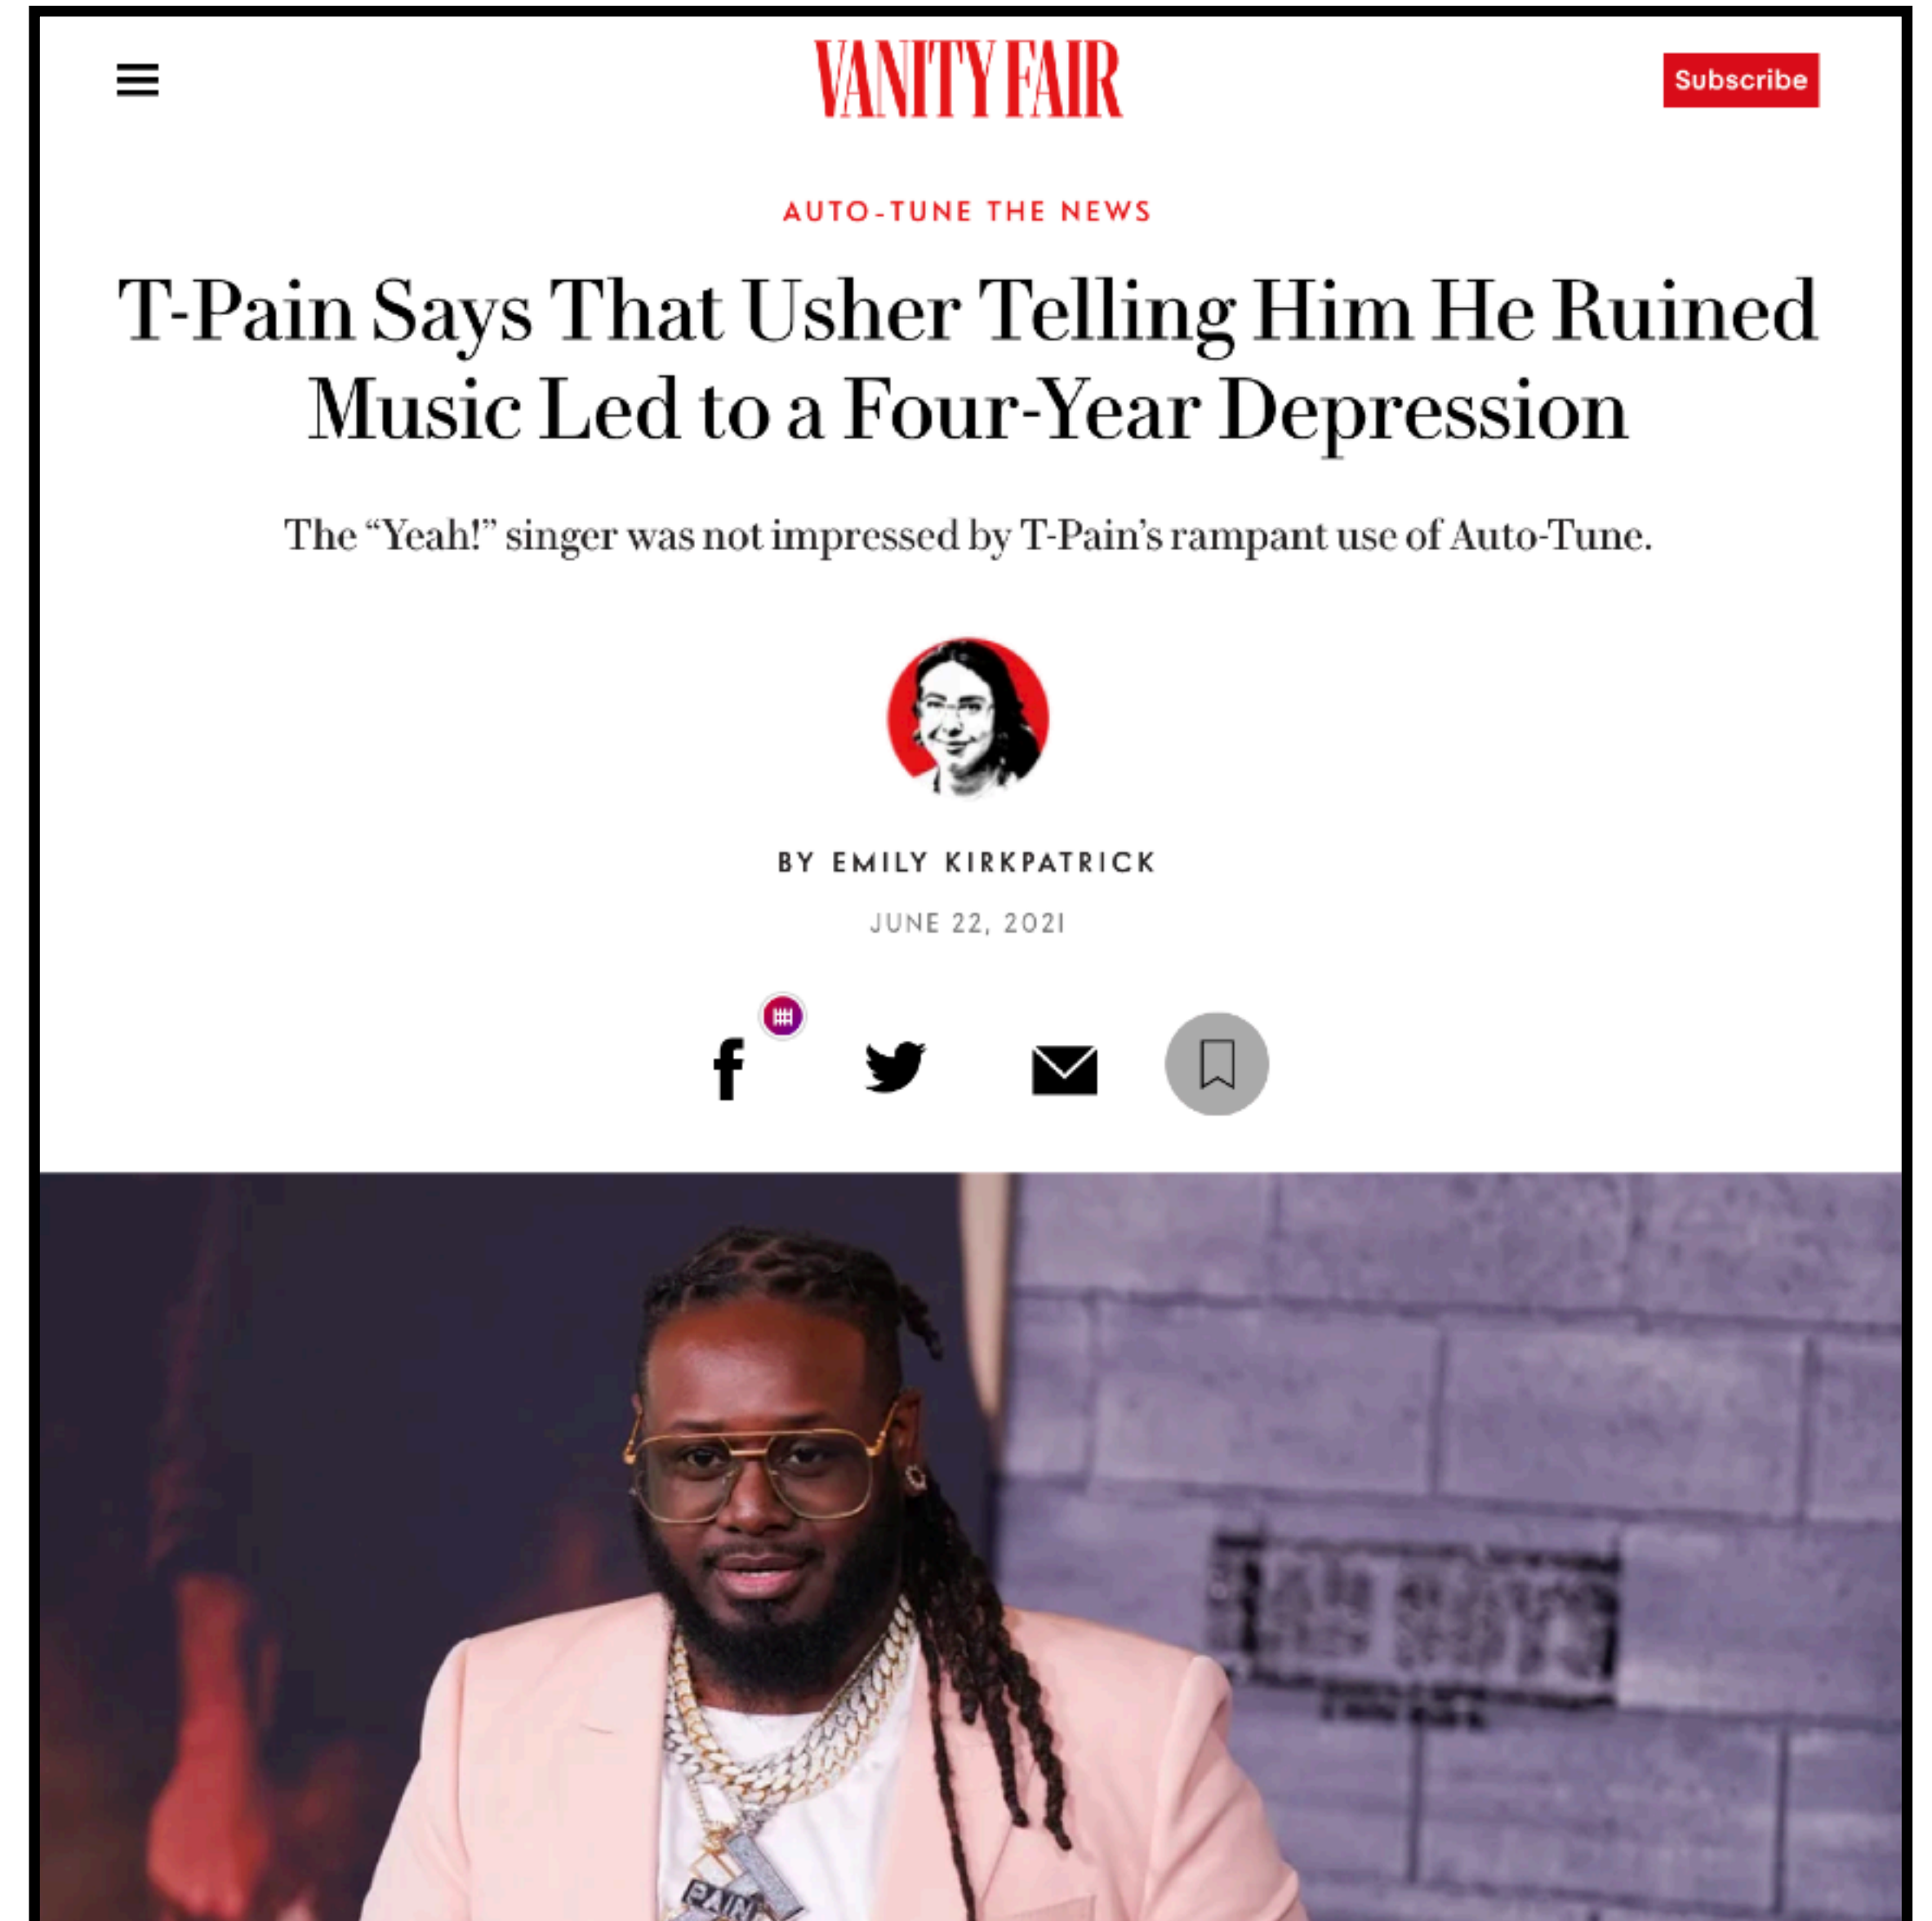 VANITY FAIR
Subscribe
AUTO-TUNE THE NEWS
T-Pain Says That Usher Telling Him He Ruined
Music Led to a Four-Year Depression
The “Yeah!” singer was not impressed by T-Pain’s rampant use of Auto-Tune.
BY EMILY KIRKPATRICK
JUNE 22, 2021
PAIN